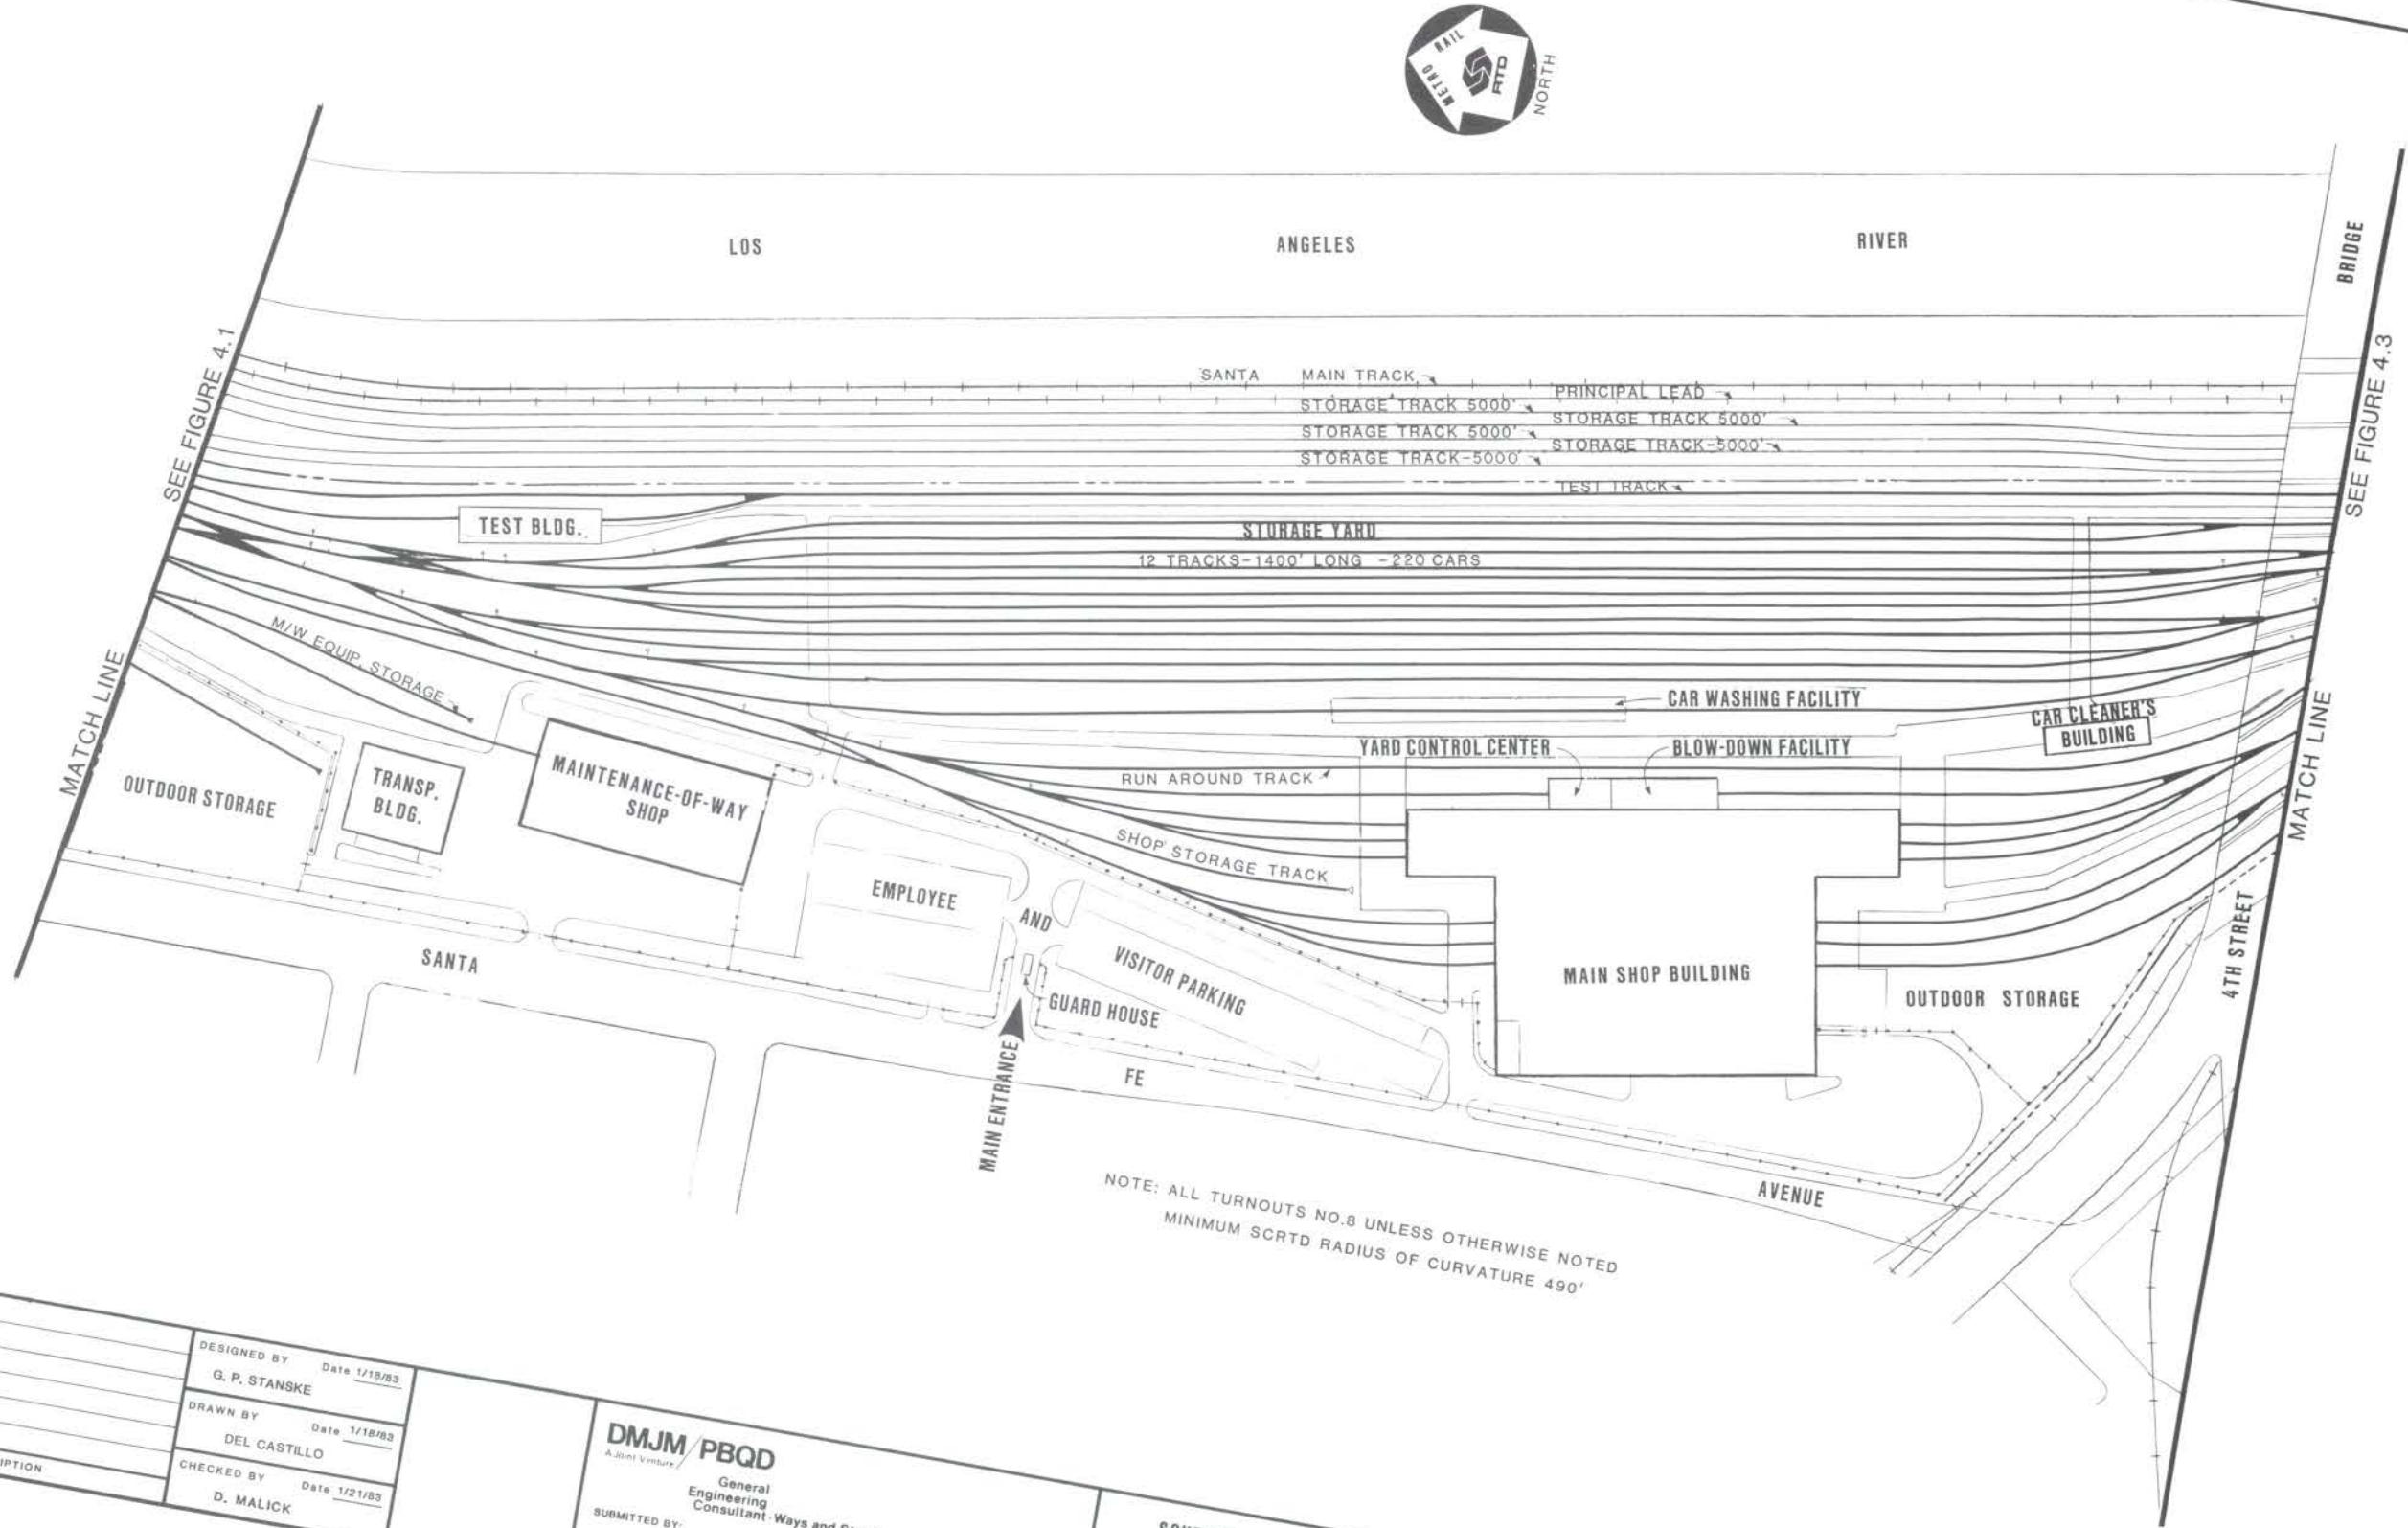 METRO RAIL
RTD
NORTH
LOS ANGELES RIVER
BRIDGE
SEE FIGURE 4.1
SEE FIGURE 4.3
SANTA MAIN TRACK
PRINCIPAL LEAD
STORAGE TRACK 5000'
STORAGE TRACK 5000'
STORAGE TRACK 5000'
STORAGE TRACK-5000'
STORAGE TRACK-5000'
TEST TRACK
TEST BLDG.
STORAGE YARD
12 TRACKS-1400' LONG -220 CARS
M/W EQUIP. STORAGE
MATCH LINE
MATCH LINE
CAR WASHING FACILITY
CAR CLEANER'S
BUILDING
YARD CONTROL CENTER
BLOW-DOWN FACILITY
RUN AROUND TRACK
OUTDOOR STORAGE
TRANSP.
BLDG.
MAINTENANCE-OF-WAY
SHOP
SHOP STORAGE TRACK
EMPLOYEE AND VISITOR PARKING
GUARD HOUSE
MAIN SHOP BUILDING
OUTDOOR STORAGE
4TH STREET
SANTA FE AVENUE
MAIN ENTRANCE
NOTE: ALL TURNOUTS NO.8 UNLESS OTHERWISE NOTED
MINIMUM SCRTD RADIUS OF CURVATURE 490'
DESIGNED BY Date 1/18/83
G. P. STANSKE
DRAWN BY Date 1/18/83
DEL CASTILLO
CHECKED BY Date 1/21/83
D. MALICK
DMJM/PBQD
A Joint Venture
General
Engineering
Consultant - Ways and
SUBMITTED BY: